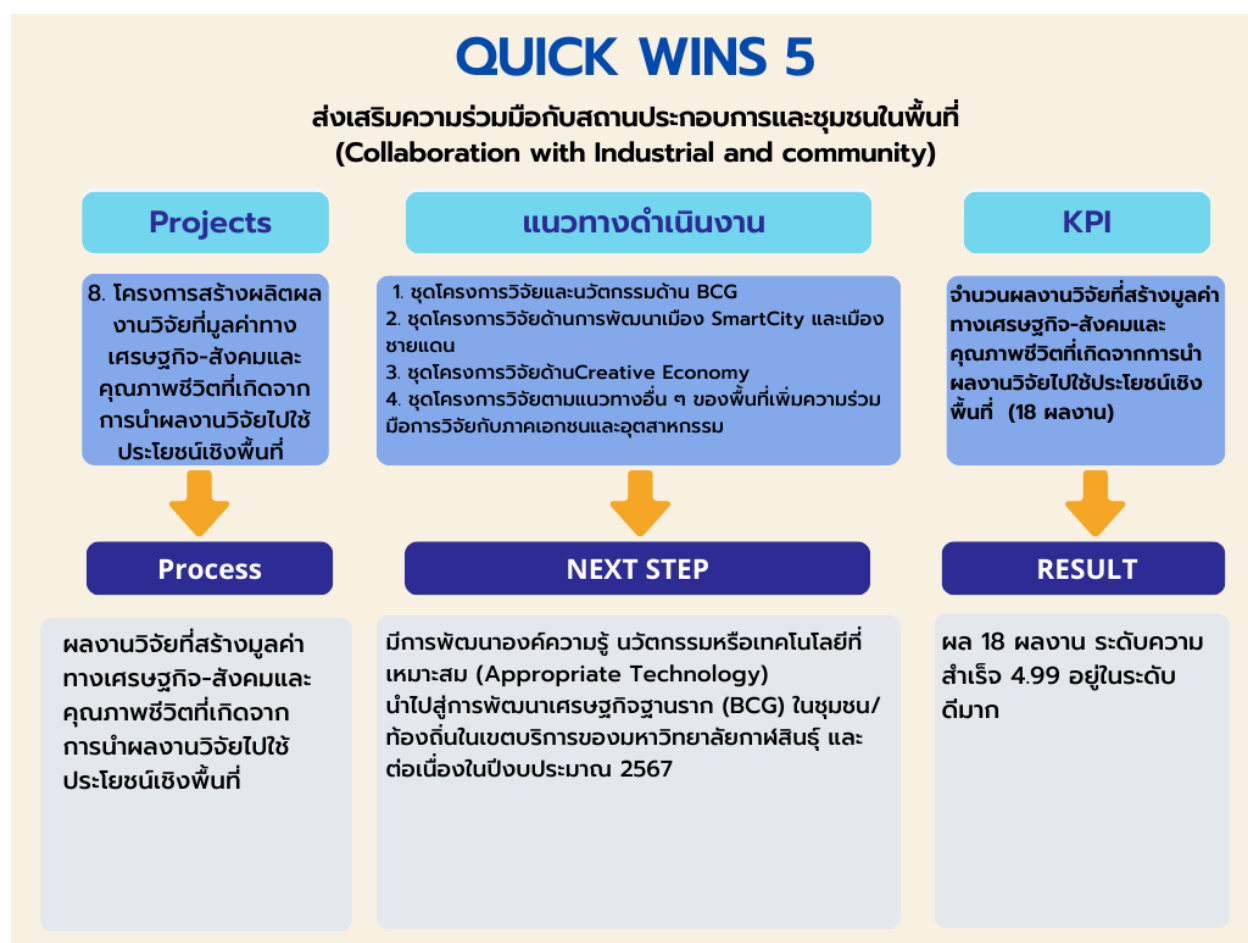 QUICK WINS 5
ส่งเสริมความร่วมมือกับสถานประกอบการและชุมชนในพื้นที่
(Collaboration with Industrial and community)
Projects
8. โครงการสร้างผลิตผล
งานวิจัยที่มูลค่าทาง
เศรษฐกิจ-สังคมและ
คุณภาพชีวิตที่เกิดจาก
การนำผลงานวิจัยไปใช้
ประโยชน์เชิงพื้นที่
แนวทางดำเนินงาน
1. ชุดโครงการวิจัยและนวัตกรรมด้าน BCG
2. ชุดโครงการวิจัยด้านการพัฒนาเมือง SmartCity และเมือง
ชายแดน
3. ชุดโครงการวิจัยด้านCreative Economy
4. ชุดโครงการวิจัยตามแนวทางอื่น ๆ ของพื้นที่เพิ่มความร่วม
มือการวิจัยกับภาคเอกชนและอุตสาหกรรม
KPI
จำนวนผลงานวิจัยที่สร้างมูลค่า
ทางเศรษฐกิจ-สังคมและ
คุณภาพชีวิตที่เกิดจากการนำ
ผลงานวิจัยไปใช้ประโยชน์เชิง
พื้นที่ (18 ผลงาน)
Process
ผลงานวิจัยที่สร้างมูลค่า
ทางเศรษฐกิจ-สังคมและ
คุณภาพชีวิตที่เกิดจาก
การนำผลงานวิจัยไปใช้
ประโยชน์เชิงพื้นที่
NEXT STEP
มีการพัฒนาองค์ความรู้ นวัตกรรมหรือเทคโนโลยีที่
เหมาะสม (Appropriate Technology)
นำไปสู่การพัฒนาเศรษฐกิจฐานราก (BCG) ในชุมชน/
ท้องถิ่นในเขตบริการของมหาวิทยาลัยกาฬสินธุ์ และ
ต่อเนื่องในปีงบประมาณ 2567
RESULT
ผล 18 ผลงาน ระดับความ
สำเร็จ 4.99 อยู่ในระดับ
ดีมาก